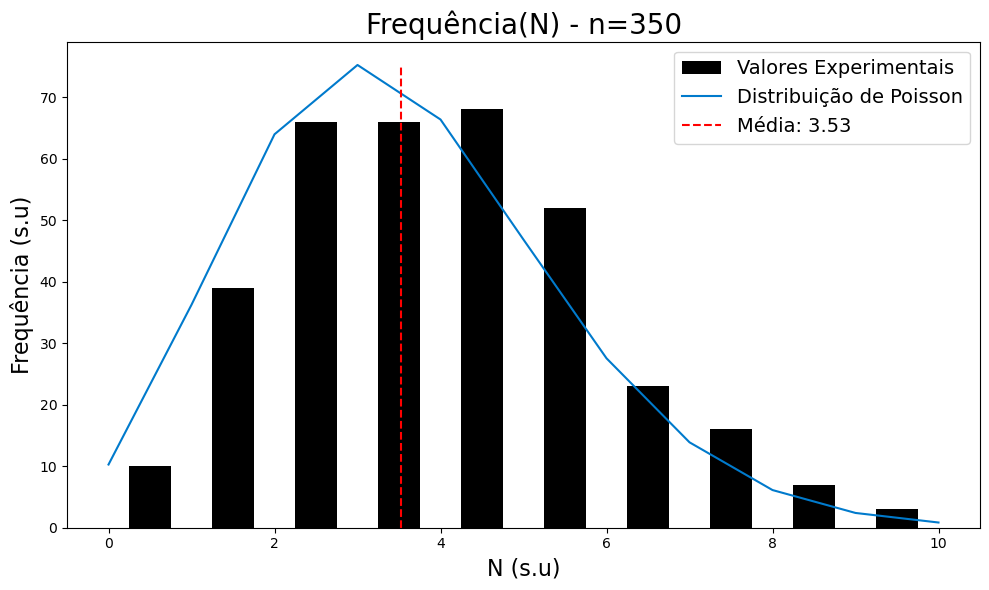 Frequência(N) - n=350
Valores Experimentais
Distribuição de Poisson
Média: 3.53
Frequência (s.u)
70
60
50
40
30
20
10
0
0 2 4 6 8 10
N (s.u)